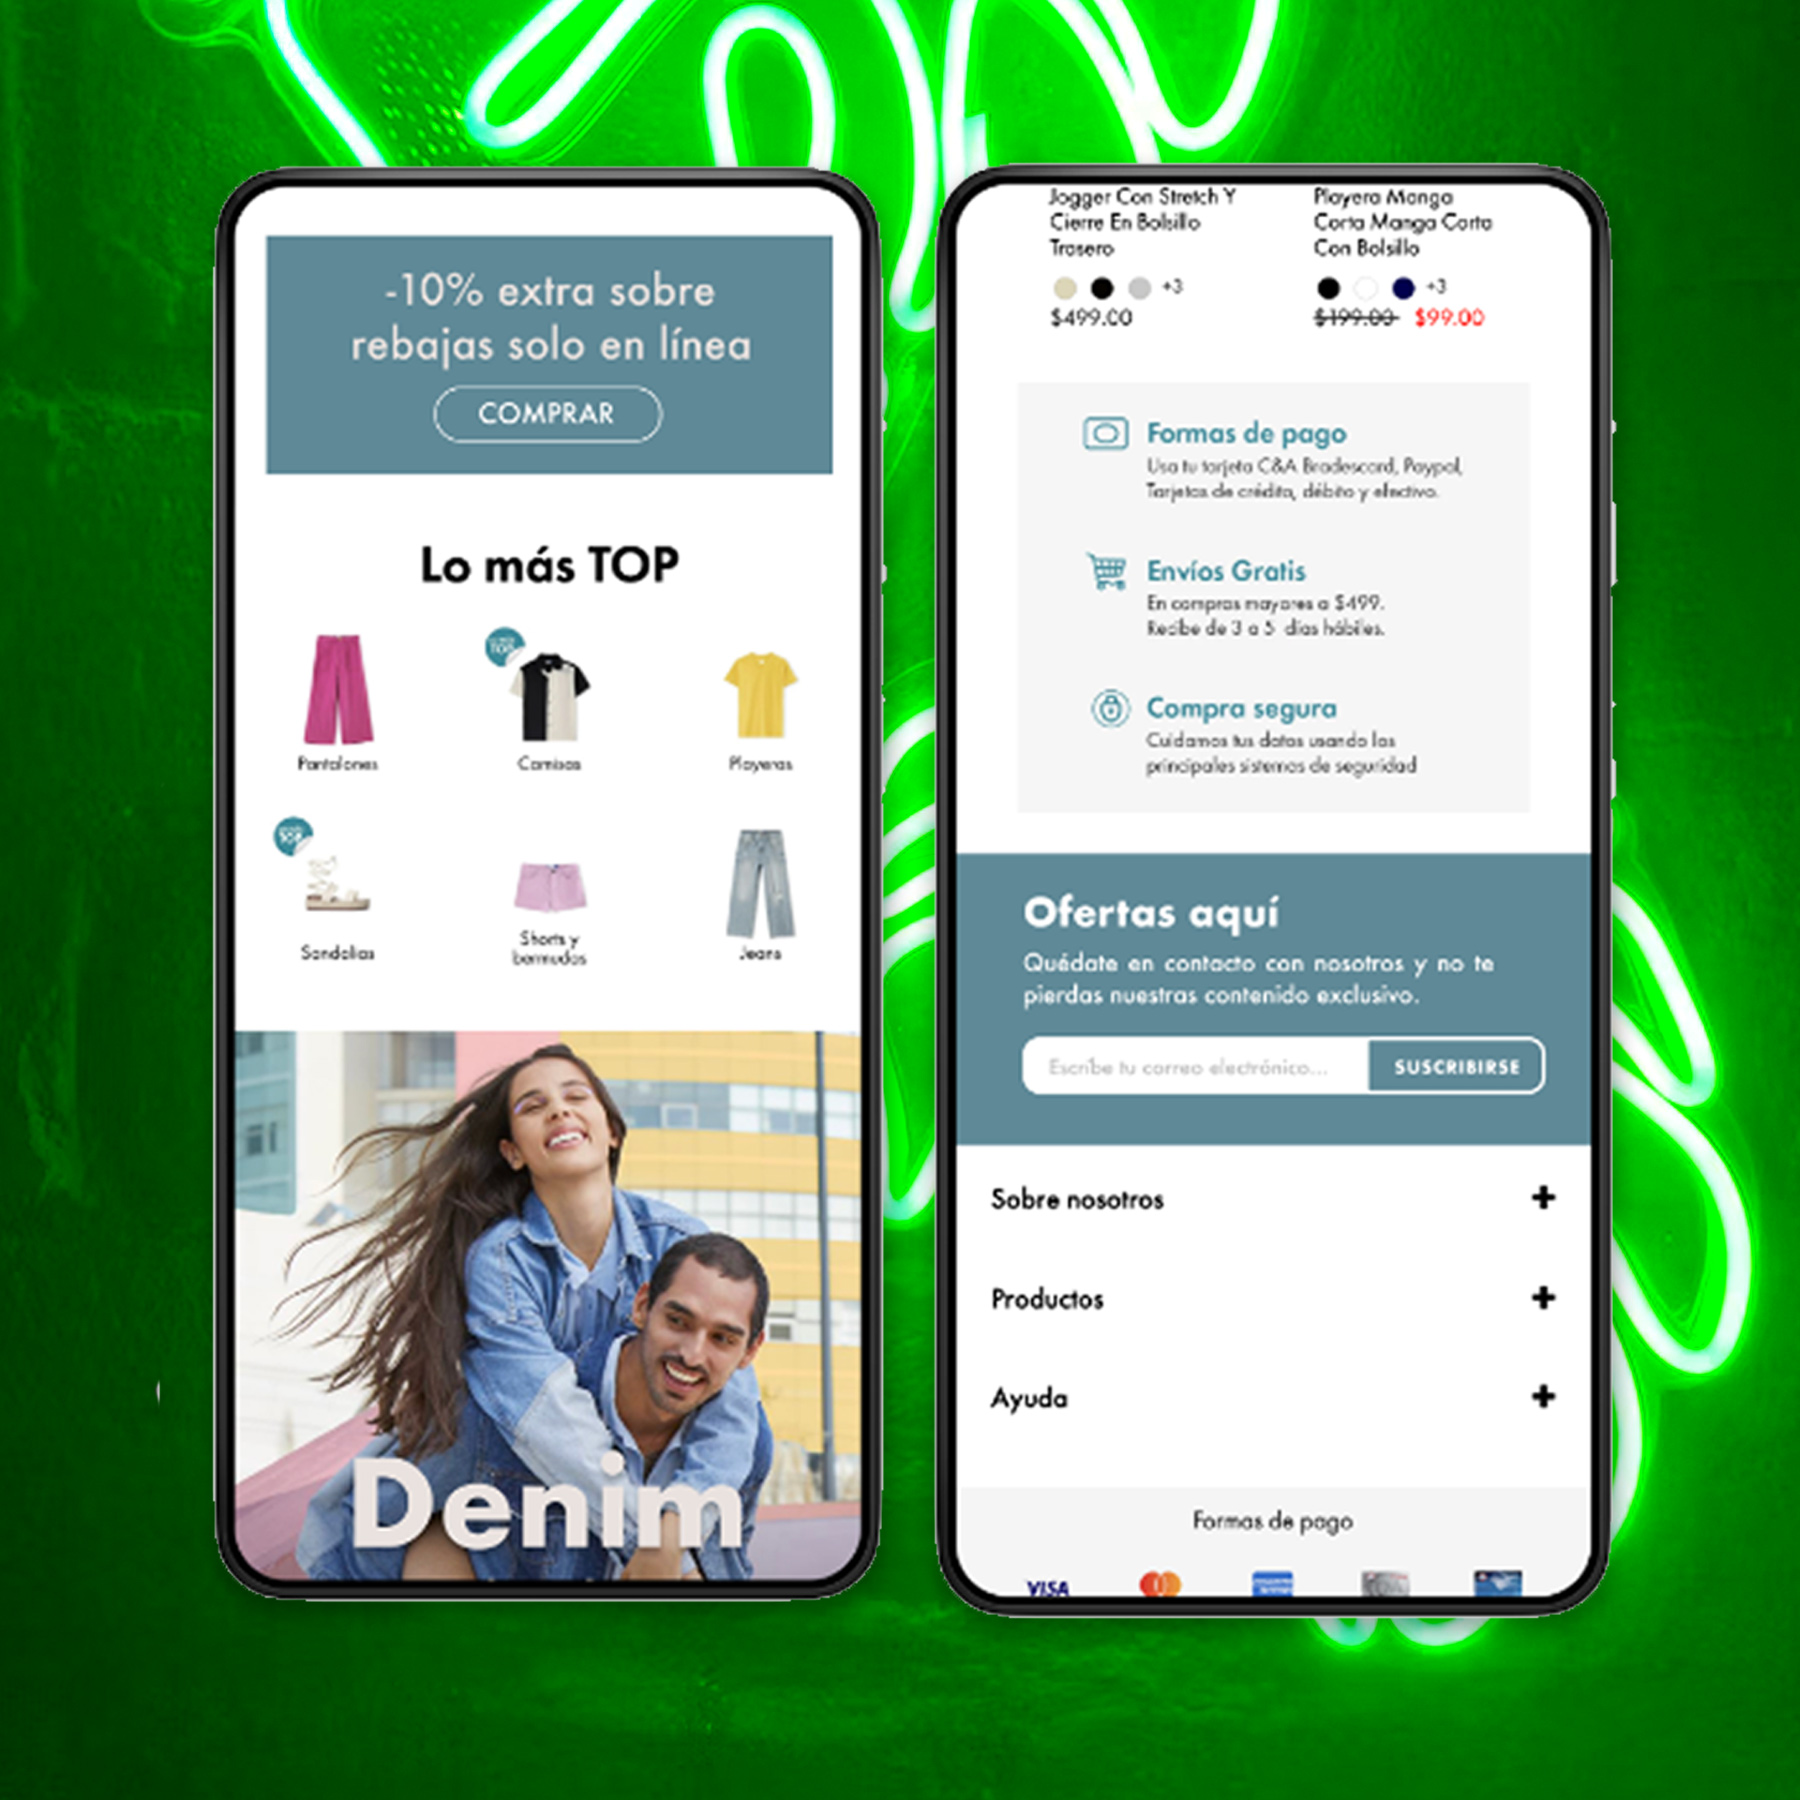 -10% extra sobre
rebajas solo en línea
COMPRAR
Lo más TOP
TOP
Pantalones
Camisas
Playeras
TOP
Sandalias
Shorts y
bermudas
Jeans
Denim
Jogger Con Stretch Y
Cierre En Bolsillo
Trasero
+3
$499.00
Playera Manga
Corta Manga Corta
Con Bolsillo
+3
$199.00 $99.00
Formas de pago
Usa tu tarjeta C&A Bradescard, Paypal,
Tarjetas de crédito, débito y efectivo.
Envíos Gratis
En compras mayores a $499.
Recibe de 3 a 5 días hábiles.
Compra segura
Cuidamos tus datos usando los
principales sistemas de seguridad
Ofertas aquí
Quédate en contacto con nosotros y no te
pierdas nuestras contenido exclusivo.
Escribe tu correo electrónico...
SUSCRIBIRSE
Sobre nosotros +
Productos +
Ayuda +
Formas de pago
VISA